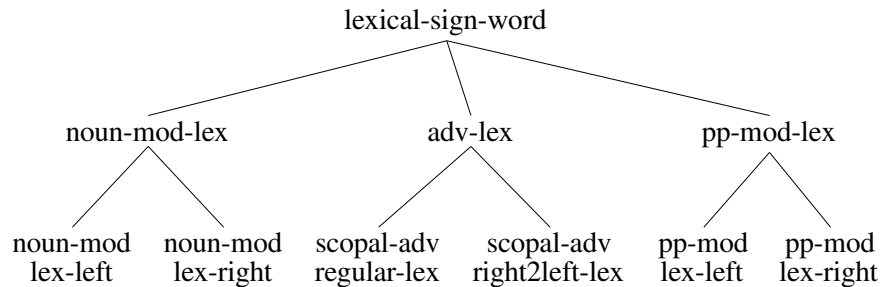 lexical-sign-word
noun-mod-lex adv-lex pp-mod-lex
noun-mod noun-mod scopal-adv scopal-adv pp-mod pp-mod
lex-left lex-right regular-lex right2left-lex lex-left lex-right